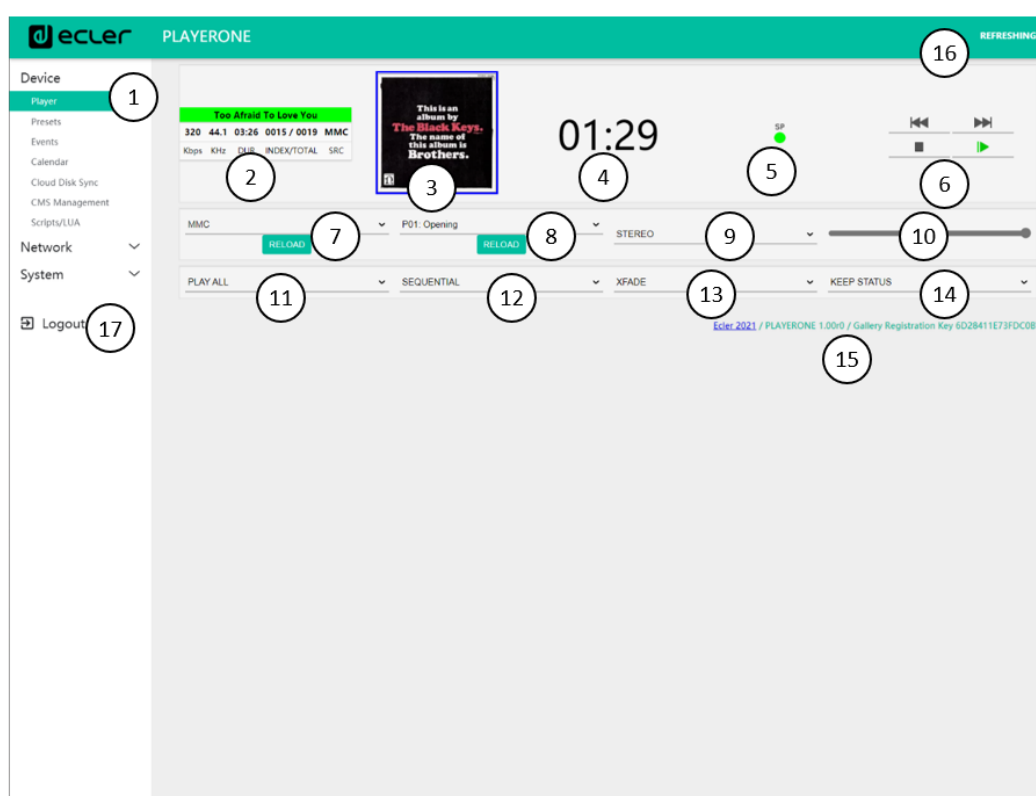 ecler PLAYERONE REFRESHING
16
Device
Player
1
Presets
Events
Calendar
Cloud Disk Sync
CMS Management
Scripts/LUA
Network
System
Logout
17
Too Afraid To Love You
320 44.1 03:26 0015 / 0019 MMC
Kbps KHz DUR INDEX/TOTAL SRC
2
This is an
album by
The Black Keys.
The name of
this album is
Brothers.
3
01:29
4
SP
5
6
MMC
RELOAD
7
P01: Opening
RELOAD
8
STEREO
9
10
PLAY ALL
11
SEQUENTIAL
12
XFADE
13
KEEP STATUS
14
Ecler 2021 / PLAYERONE 1.00r0 / Gallery Registration Key 6D28411E73FDC0B
15